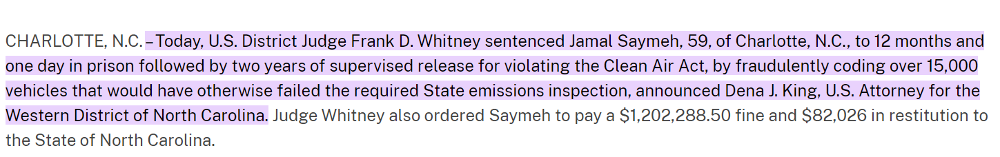 CHARLOTTE, N.C. – Today, U.S. District Judge Frank D. Whitney sentenced Jamal Saymeh, 59, of Charlotte, N.C., to 12 months and
one day in prison followed by two years of supervised release for violating the Clean Air Act, by fraudulently coding over 15,000
vehicles that would have otherwise failed the required State emissions inspection, announced Dena J. King, U.S. Attorney for the
Western District of North Carolina. Judge Whitney also ordered Saymeh to pay a $1,202,288.50 fine and $82,026 in restitution to
the State of North Carolina.